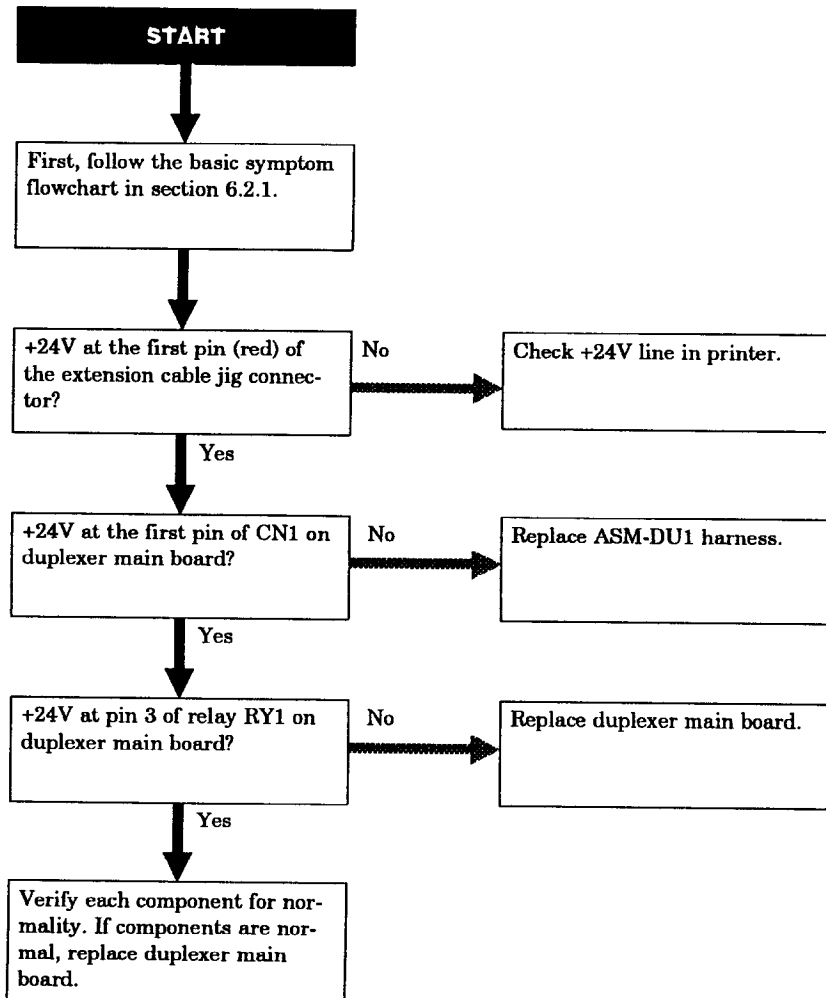 START
First, follow the basic symptom
flowchart in section 6.2.1.
+24V at the first pin (red) of
the extension cable jig connec-
tor?
No
Check +24V line in printer.
Yes
+24V at the first pin of CN1 on
duplexer main board?
No
Replace ASM-DU1 harness.
Yes
+24V at pin 3 of relay RY1 on
duplexer main board?
No
Replace duplexer main board.
Yes
Verify each component for nor-
mality. If components are nor-
mal, replace duplexer main
board.